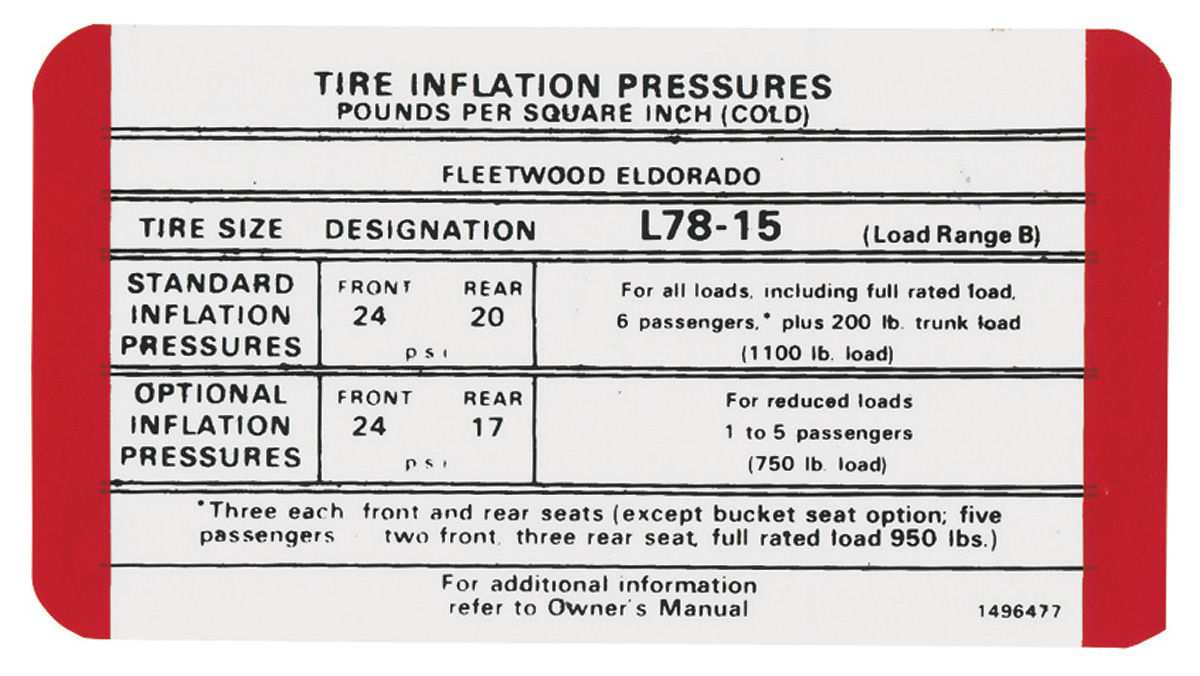 TIRE INFLATION PRESSURES
POUNDS PER SQUARE INCH (COLD)
FLEETWOOD ELDORADO
TIRE SIZE DESIGNATION L78-15 (Load Range B)
STANDARD
INFLATION
PRESSURES
FRONT REAR
24 20
psi
For all loads, including full rated load,
6 passengers,* plus 200 lb. trunk load
(1100 lb. load)
OPTIONAL
INFLATION
PRESSURES
FRONT REAR
24 17
psi
For reduced loads
1 to 5 passengers
(750 lb. load)
*Three each front and rear seats (except bucket seat option; five
passengers two front, three rear seat, full rated load 950 lbs.)
For additional information
refer to Owner's Manual
1496477